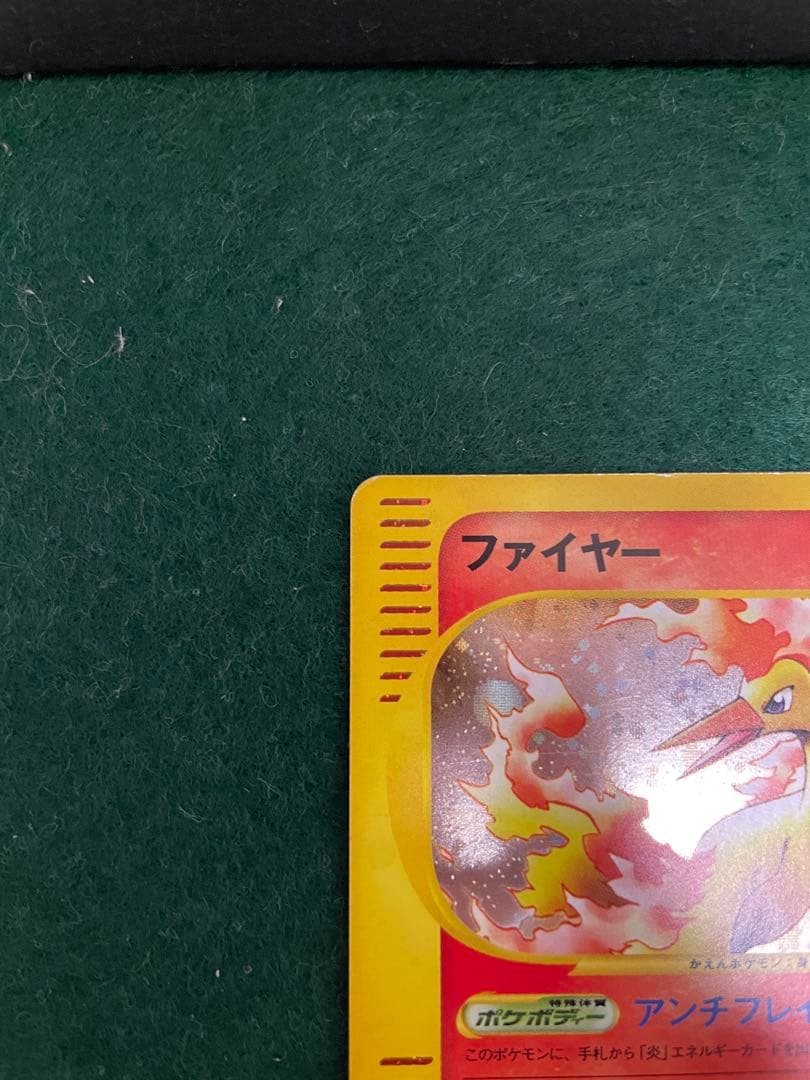 ファイヤー
かえんポケモン
特殊体質
ポケボディー
アンチフレイ
このポケモンに、手札から「炎」エネルギーカードを